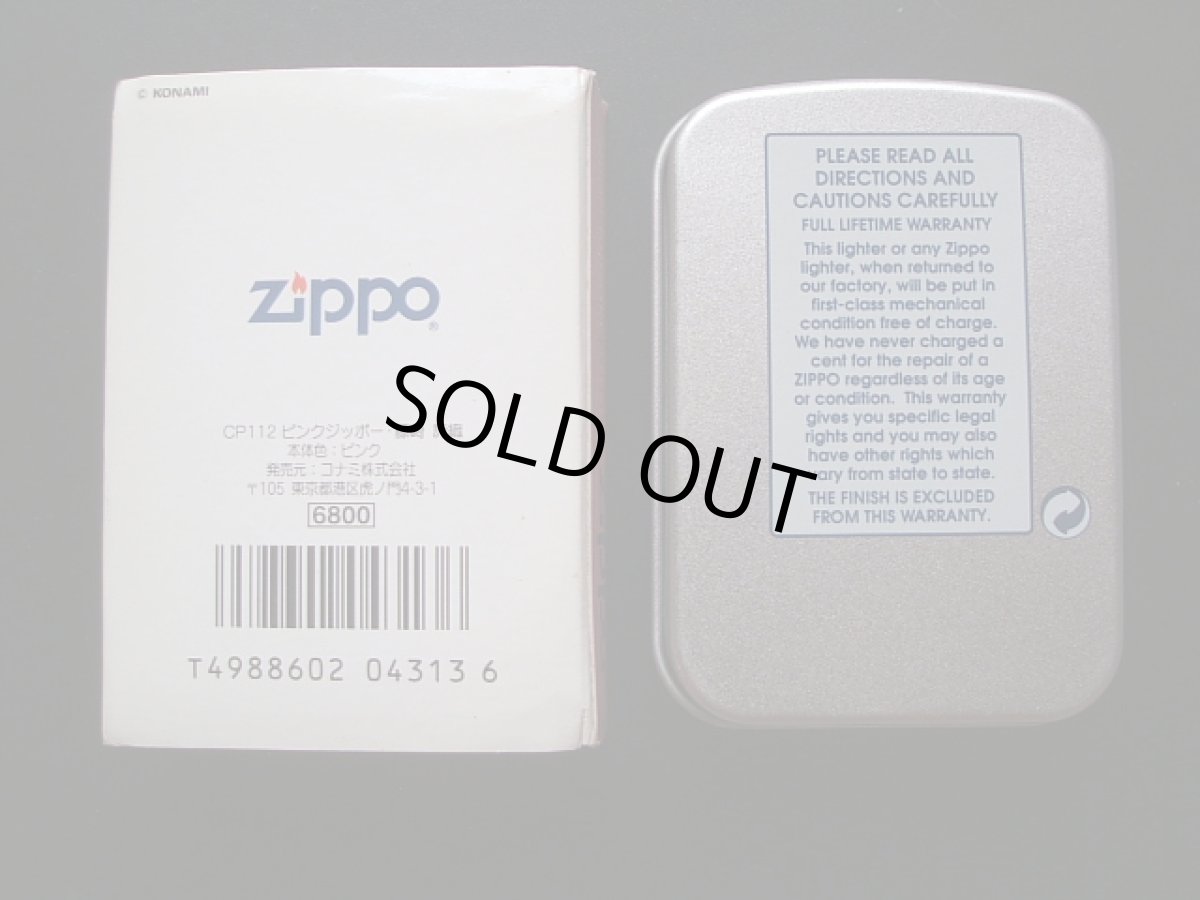 © KONAMI
zippo®
CP112 ピンクジッポー
本体色：ピンク
発売元：コナミ株式会社
〒105 東京都港区虎ノ門4-3-1
6800
T4988602 04313 6
PLEASE READ ALL
DIRECTIONS AND
CAUTIONS CAREFULLY
FULL LIFETIME WARRANTY
This lighter or any Zippo
lighter, when returned to
our factory, will be put in
first-class mechanical
condition free of charge.
We have never charged a
cent for the repair of a
ZIPPO regardless of its age
or condition. This warranty
gives you specific legal
rights and you may also
have other rights which
vary from state to state.
THE FINISH IS EXCLUDED
FROM THIS WARRANTY.
SOLD OUT